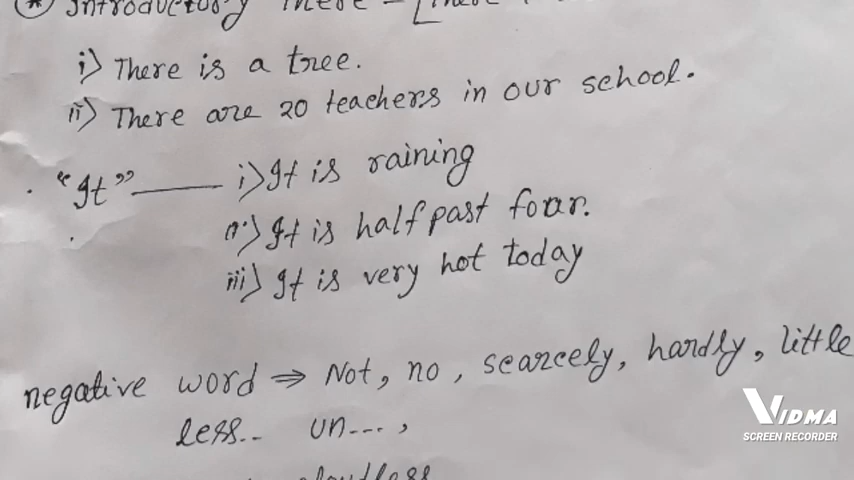 Introductory There - [There
i) There is a tree.
ii) There are 20 teachers in our school.
"It" —— i) It is raining
ii) It is half past four.
iii) It is very hot today
negative word ⇒ Not, no, scarcely, hardly, little
less.. un---,
VIDMA
SCREEN RECORDER